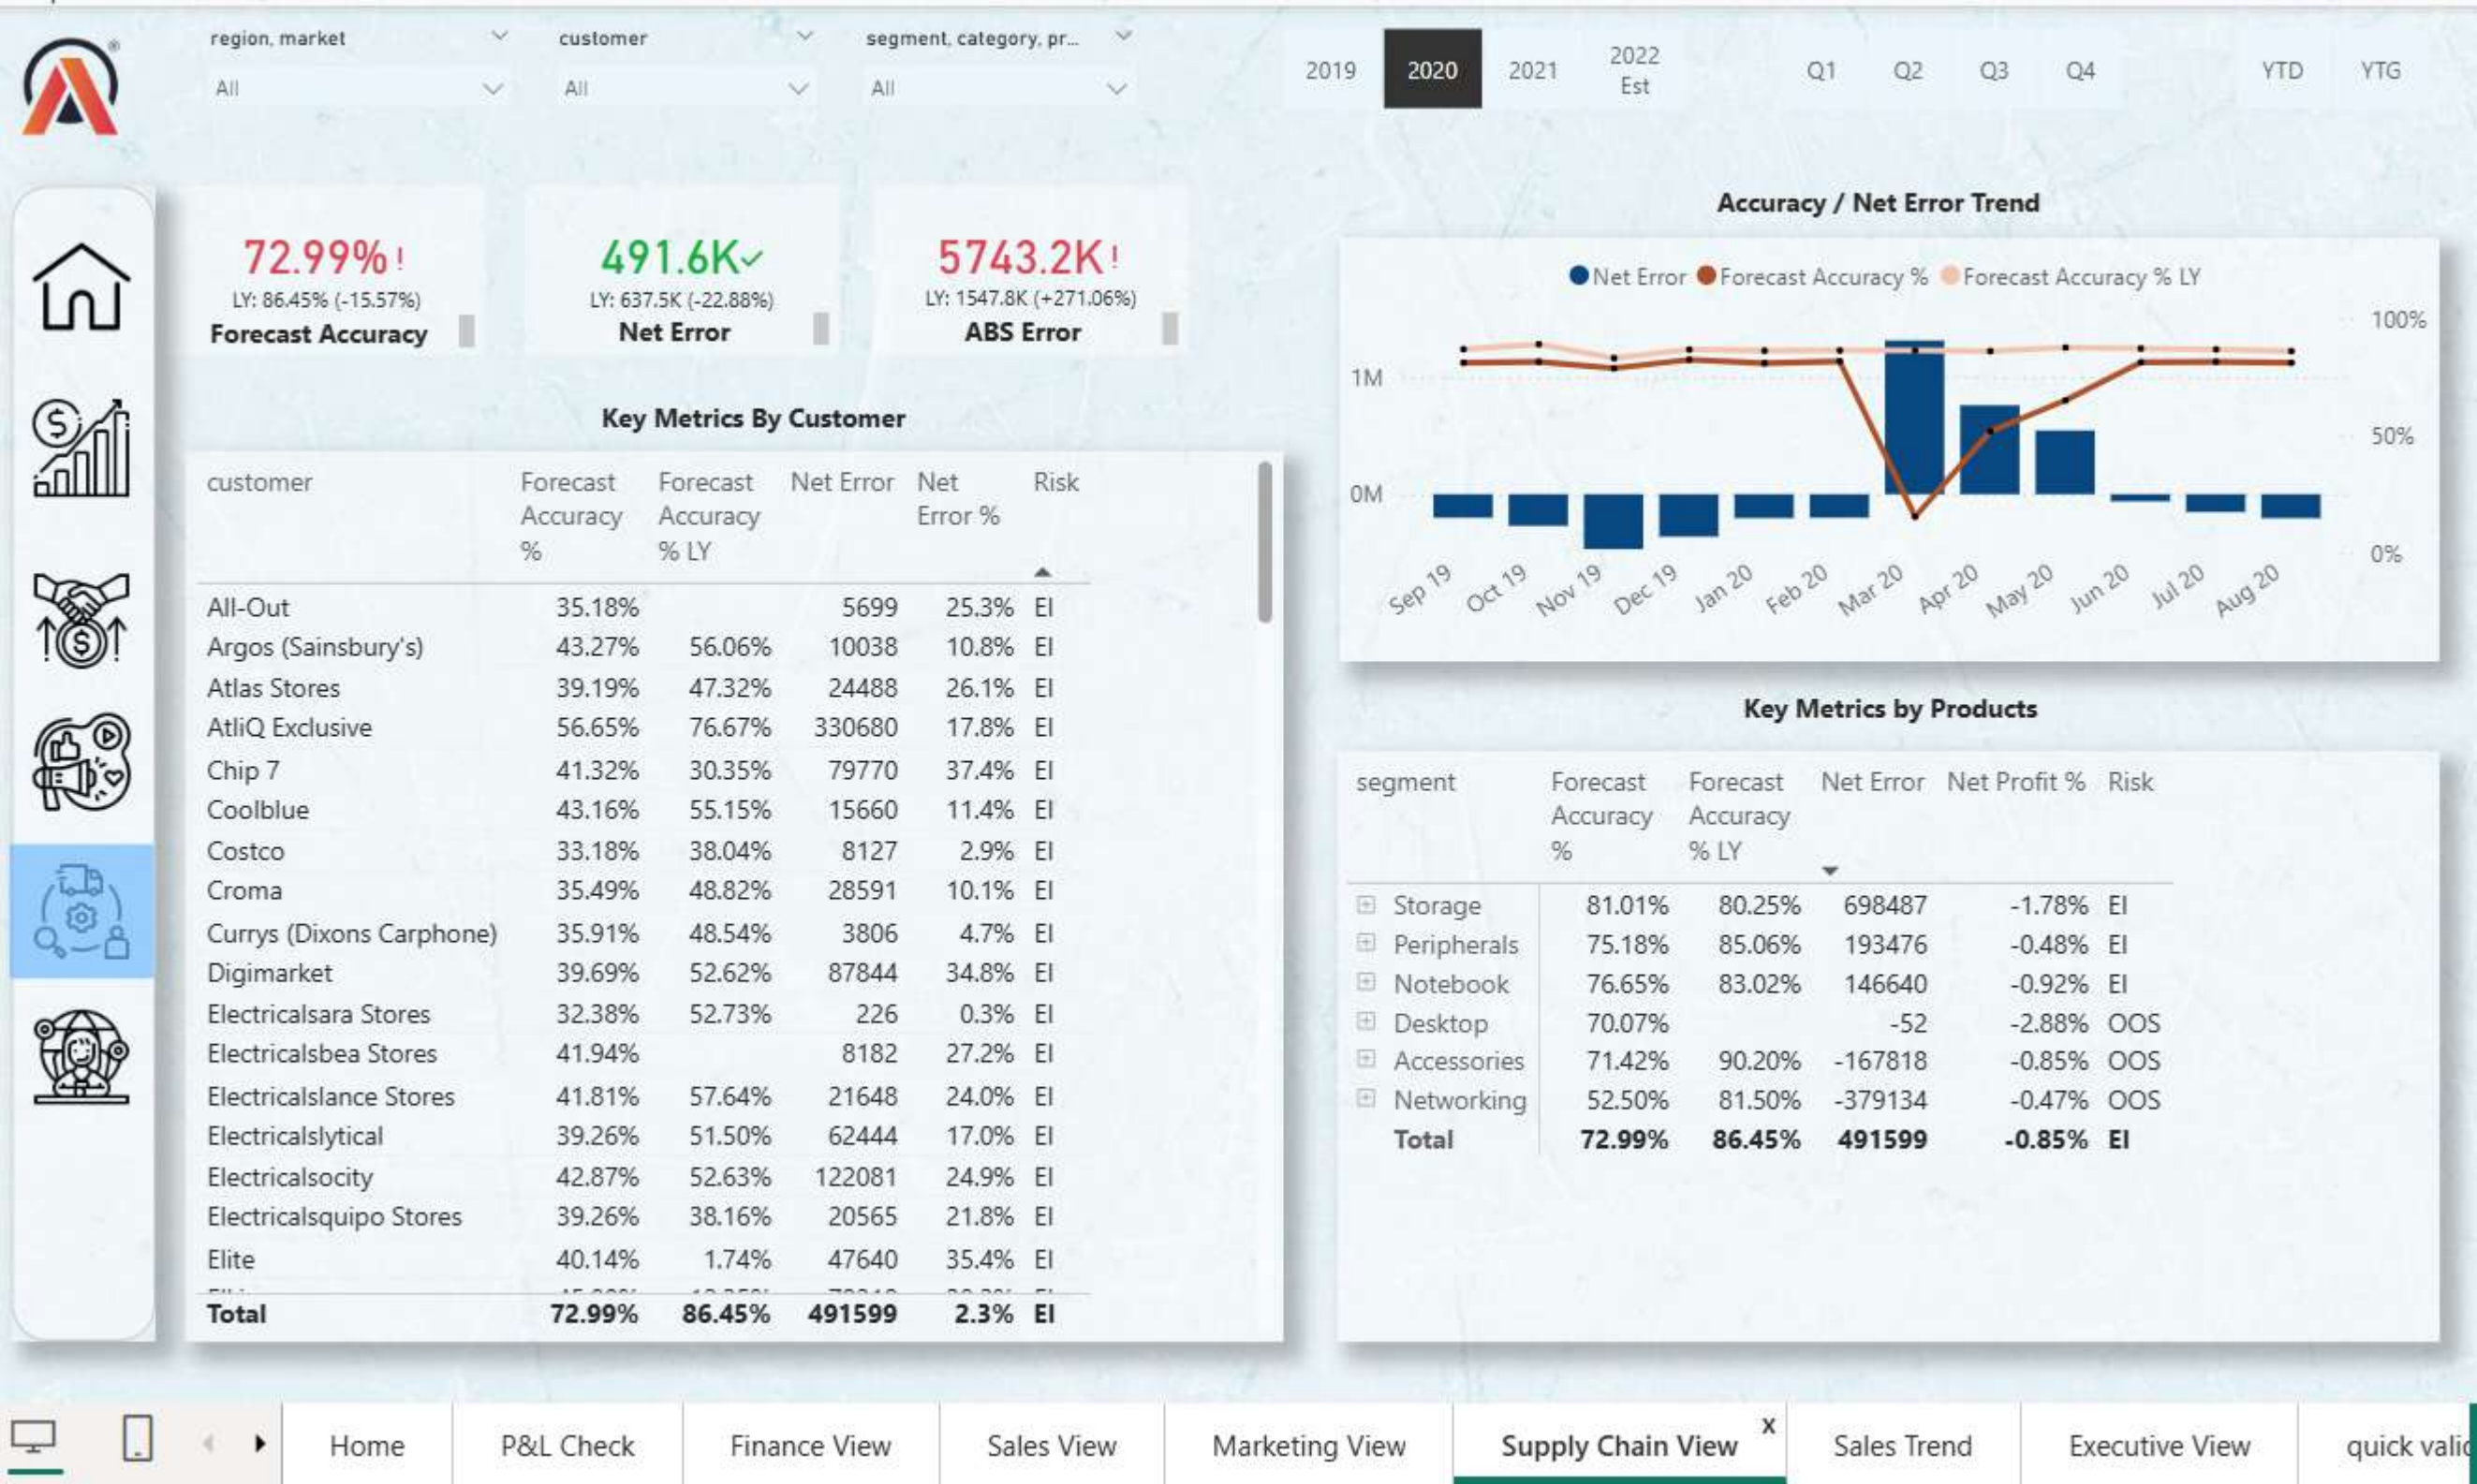 region, market
customer
segment, category, pr...
All
All
All
2019
2020
2021
2022
Est
Q1
Q2
Q3
Q4
YTD
YTG
72.99%!
LY: 86.45% (-15.57%)
Forecast Accuracy
491.6K✓
LY: 637.5K (-22.88%)
Net Error
5743.2K!
LY: 1547.8K (+271.06%)
ABS Error
Accuracy / Net Error Trend
Net Error Forecast Accuracy % Forecast Accuracy % LY
100%
1M
50%
0M
0%
Sep 19 Oct 19 Nov 19 Dec 19 Jan 20 Feb 20 Mar 20 Apr 20 May 20 Jun 20 Jul 20 Aug 20
Key Metrics By Customer
customer Forecast Accuracy % Forecast Accuracy % LY Net Error Net Error % Risk
All-Out 35.18% 5699 25.3% EI
Argos (Sainsbury's) 43.27% 56.06% 10038 10.8% EI
Atlas Stores 39.19% 47.32% 24488 26.1% EI
AtliQ Exclusive 56.65% 76.67% 330680 17.8% EI
Chip 7 41.32% 30.35% 79770 37.4% EI
Coolblue 43.16% 55.15% 15660 11.4% EI
Costco 33.18% 38.04% 8127 2.9% EI
Croma 35.49% 48.82% 28591 10.1% EI
Currys (Dixons Carphone) 35.91% 48.54% 3806 4.7% EI
Digimarket 39.69% 52.62% 87844 34.8% EI
Electricalsara Stores 32.38% 52.73% 226 0.3% EI
Electricalsbea Stores 41.94% 8182 27.2% EI
Electricalslance Stores 41.81% 57.64% 21648 24.0% EI
Electricalslytical 39.26% 51.50% 62444 17.0% EI
Electricalsocity 42.87% 52.63% 122081 24.9% EI
Electricalsquipo Stores 39.26% 38.16% 20565 21.8% EI
Elite 40.14% 1.74% 47640 35.4% EI
Total 72.99% 86.45% 491599 2.3% EI
Key Metrics by Products
segment Forecast Accuracy % Forecast Accuracy % LY Net Error Net Profit % Risk
Storage 81.01% 80.25% 698487 -1.78% EI
Peripherals 75.18% 85.06% 193476 -0.48% EI
Notebook 76.65% 83.02% 146640 -0.92% EI
Desktop 70.07% -52 -2.88% OOS
Accessories 71.42% 90.20% -167818 -0.85% OOS
Networking 52.50% 81.50% -379134 -0.47% OOS
Total 72.99% 86.45% 491599 -0.85% EI
Home
P&L Check
Finance View
Sales View
Marketing View
Supply Chain View
X
Sales Trend
Executive View
quick valid